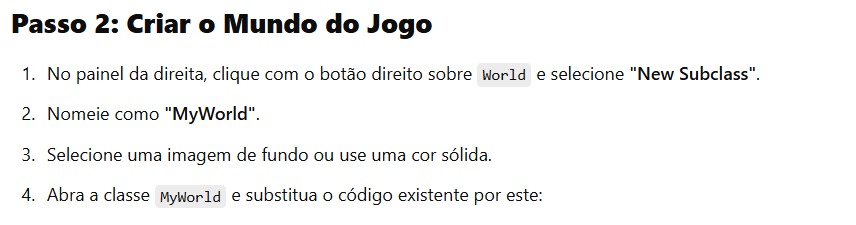 Passo 2: Criar o Mundo do Jogo
1. No painel da direita, clique com o botão direito sobre World e selecione "New Subclass".
2. Nomeie como "MyWorld".
3. Selecione uma imagem de fundo ou use uma cor sólida.
4. Abra a classe MyWorld e substitua o código existente por este: